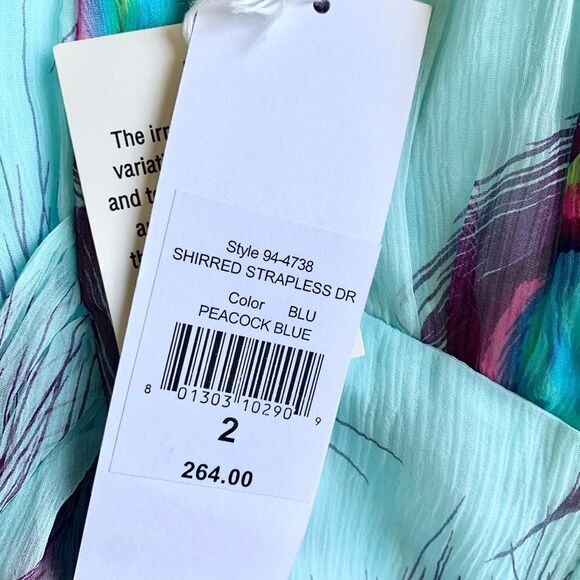 The
variati
and
Style 94-4738
SHIRRED STRAPLESS DR
Color BLU
PEACOCK BLUE
8 01303 10290 9
2
264.00